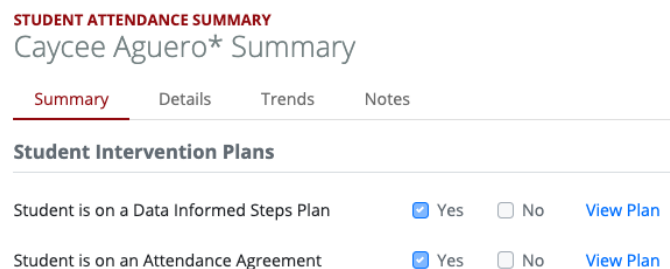 STUDENT ATTENDANCE SUMMARY
Caycee Aguero* Summary
Summary Details Trends Notes
Student Intervention Plans
Student is on a Data Informed Steps Plan Yes No View Plan
Student is on an Attendance Agreement Yes No View Plan